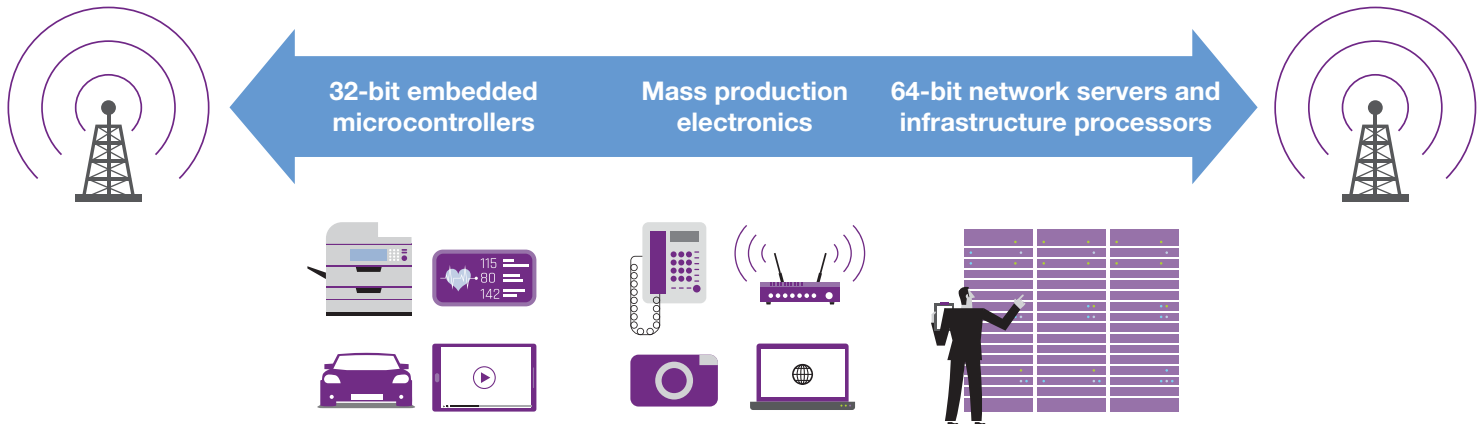 32-bit embedded
microcontrollers
Mass production
electronics
64-bit network servers and
infrastructure processors
115
80
142